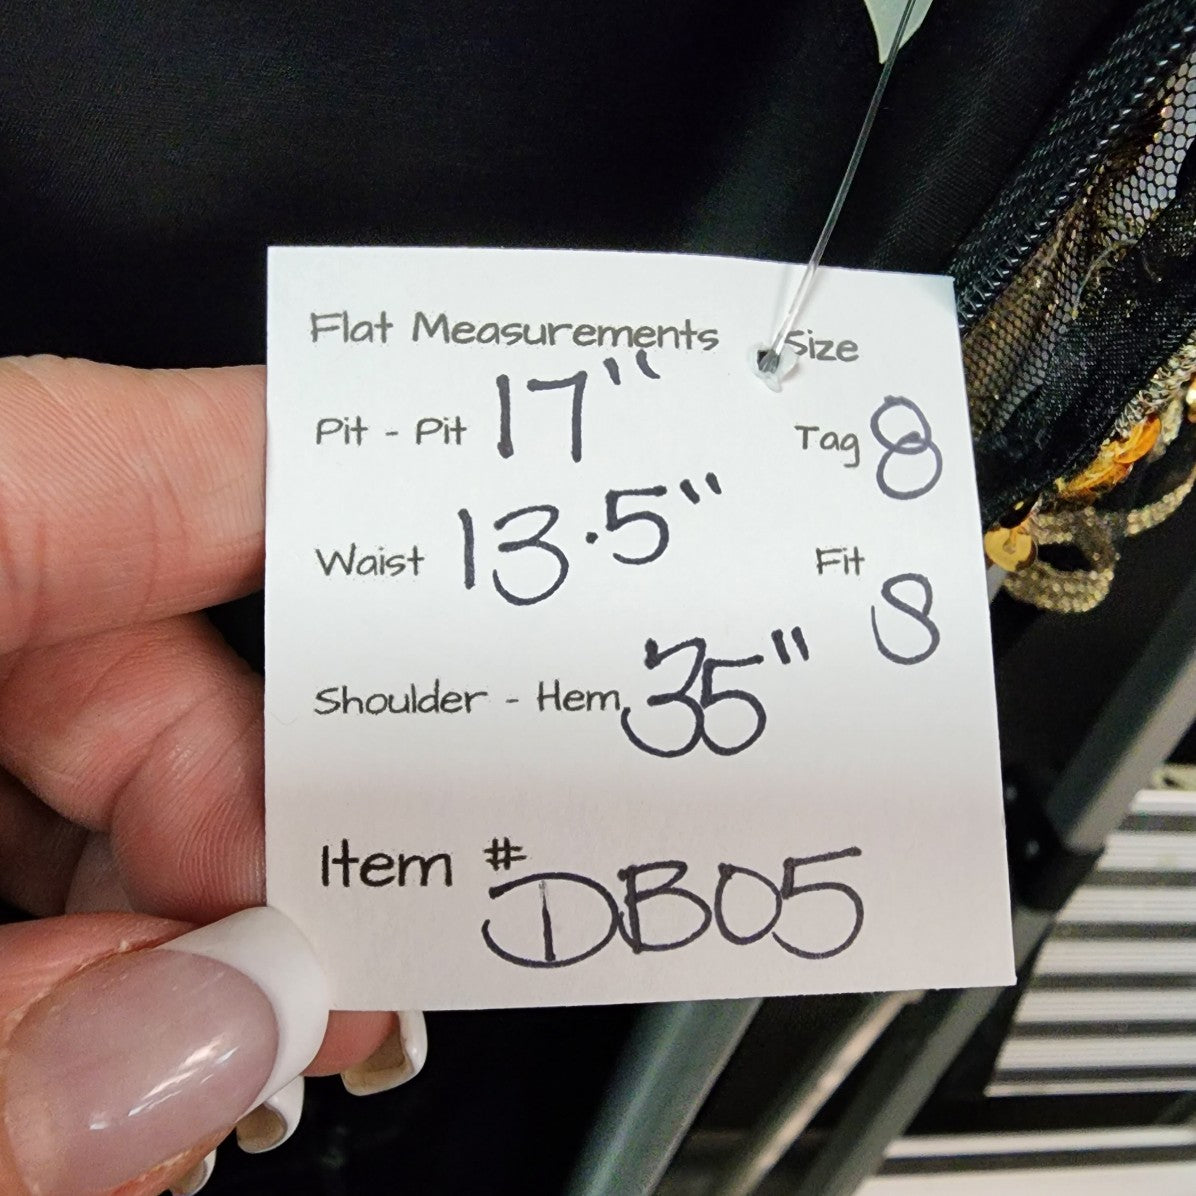 Flat Measurements Size
Pit - Pit 17" Tag 8
Waist 13.5" Fit 8
Shoulder - Hem 35"
Item # DB05